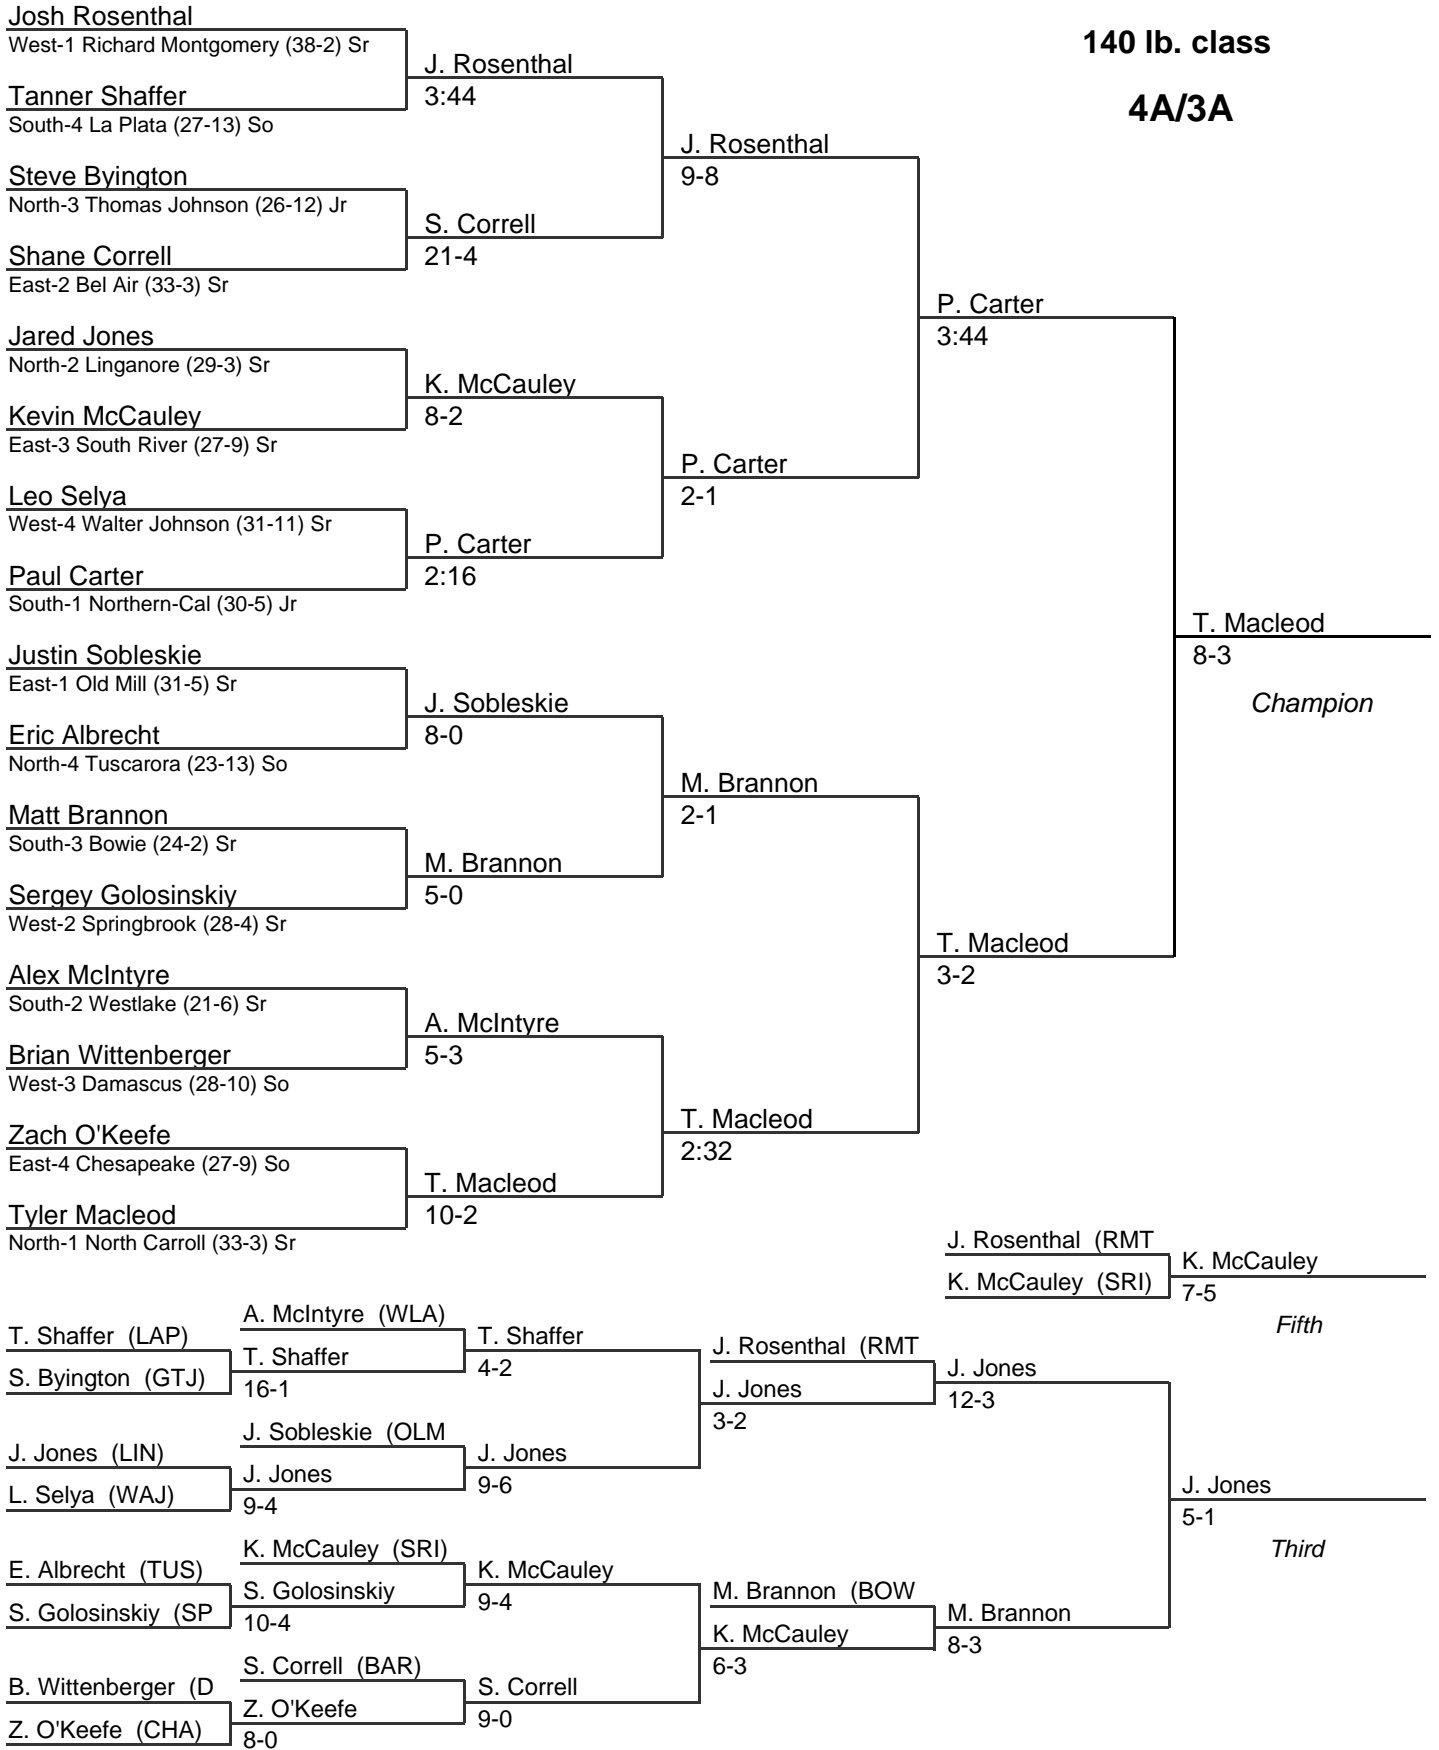 Josh Rosenthal
West-1 Richard Montgomery (38-2) Sr
Tanner Shaffer
South-4 La Plata (27-13) So
Steve Byington
North-3 Thomas Johnson (26-12) Jr
Shane Correll
East-2 Bel Air (33-3) Sr
Jared Jones
North-2 Linganore (29-3) Sr
Kevin McCauley
East-3 South River (27-9) Sr
Leo Selya
West-4 Walter Johnson (31-11) Sr
Paul Carter
South-1 Northern-Cal (30-5) Jr
Justin Sobleskie
East-1 Old Mill (31-5) Sr
Eric Albrecht
North-4 Tuscarora (23-13) So
Matt Brannon
South-3 Bowie (24-2) Sr
Sergey Golosinskiy
West-2 Springbrook (28-4) Sr
Alex McIntyre
South-2 Westlake (21-6) Sr
Brian Wittenberger
West-3 Damascus (28-10) So
Zach O'Keefe
East-4 Chesapeake (27-9) So
Tyler Macleod
North-1 North Carroll (33-3) Sr
J. Rosenthal
3:44
S. Correll
21-4
K. McCauley
8-2
P. Carter
2:16
J. Sobleskie
8-0
M. Brannon
5-0
A. McIntyre
5-3
T. Macleod
10-2
J. Rosenthal
9-8
P. Carter
2-1
M. Brannon
2-1
T. Macleod
2:32
P. Carter
3:44
T. Macleod
3-2
140 lb. class
4A/3A
T. Macleod
8-3
Champion
J. Rosenthal (RMT
K. McCauley (SRI)
K. McCauley
7-5
Fifth
T. Shaffer (LAP)
S. Byington (GTJ)
J. Jones (LIN)
L. Selya (WAJ)
E. Albrecht (TUS)
S. Golosinskiy (SP
B. Wittenberger (D
Z. O'Keefe (CHA)
A. McIntyre (WLA)
T. Shaffer
16-1
J. Sobleskie (OLM
J. Jones
9-4
K. McCauley (SRI)
S. Golosinskiy
10-4
S. Correll (BAR)
Z. O'Keefe
8-0
T. Shaffer
4-2
J. Jones
9-6
K. McCauley
9-4
S. Correll
9-0
J. Rosenthal (RMT
J. Jones
3-2
M. Brannon (BOW
K. McCauley
6-3
J. Jones
12-3
M. Brannon
8-3
J. Jones
5-1
Third